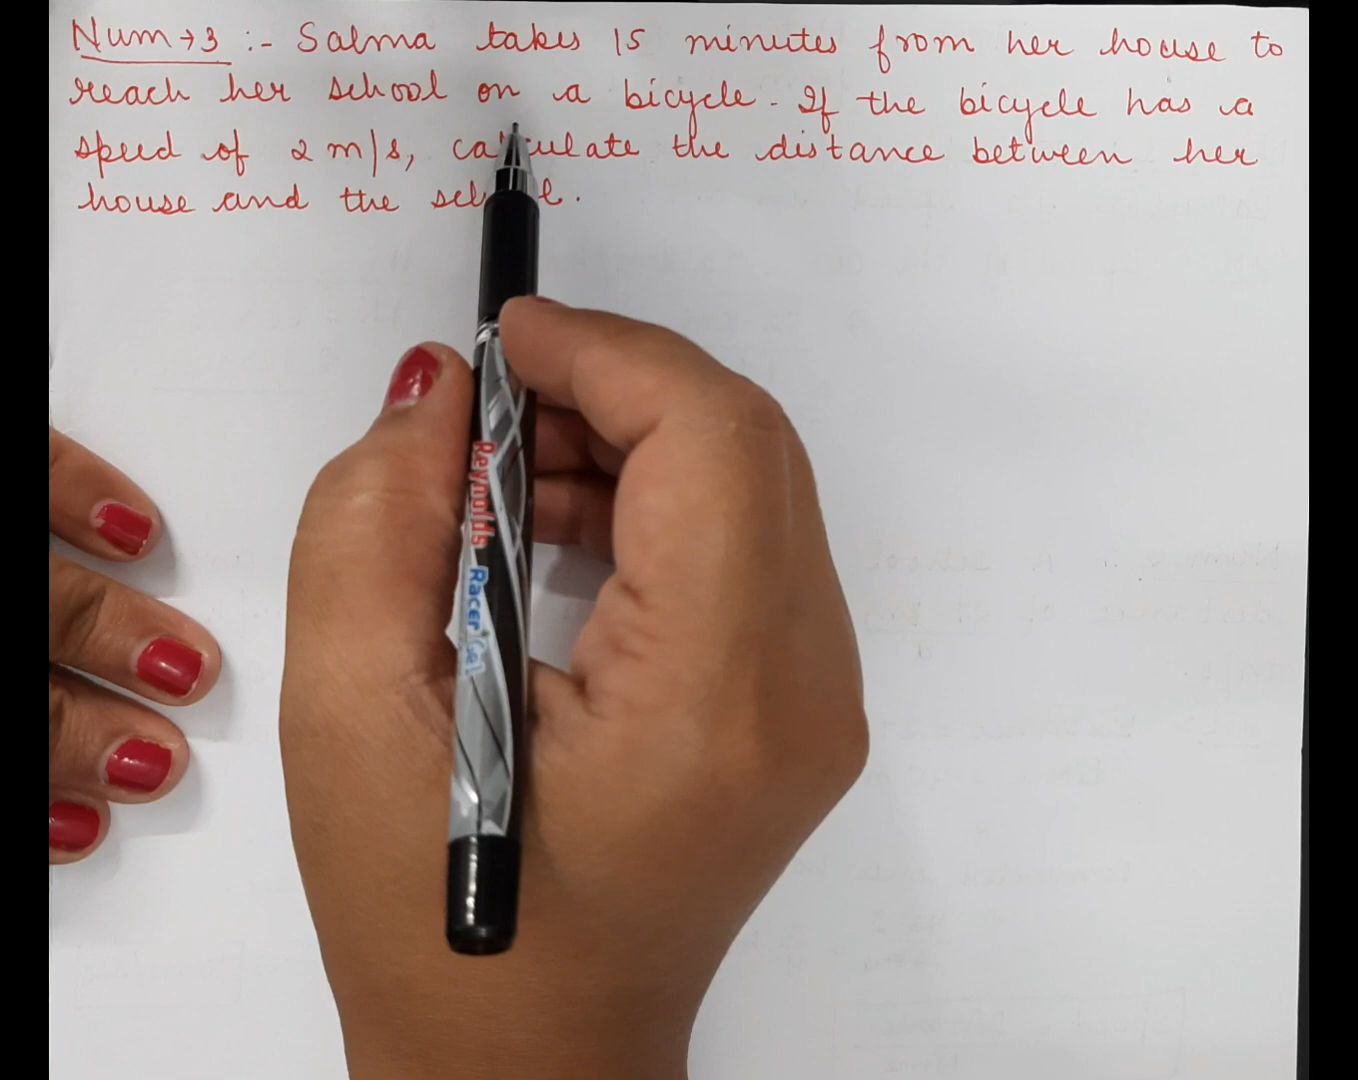 Num→3 :- Salma takes 15 minutes from her house to
reach her school on a bicycle. If the bicycle has a
speed of 2 m/s, calculate the distance between her
house and the
Reynolds Racer Gel